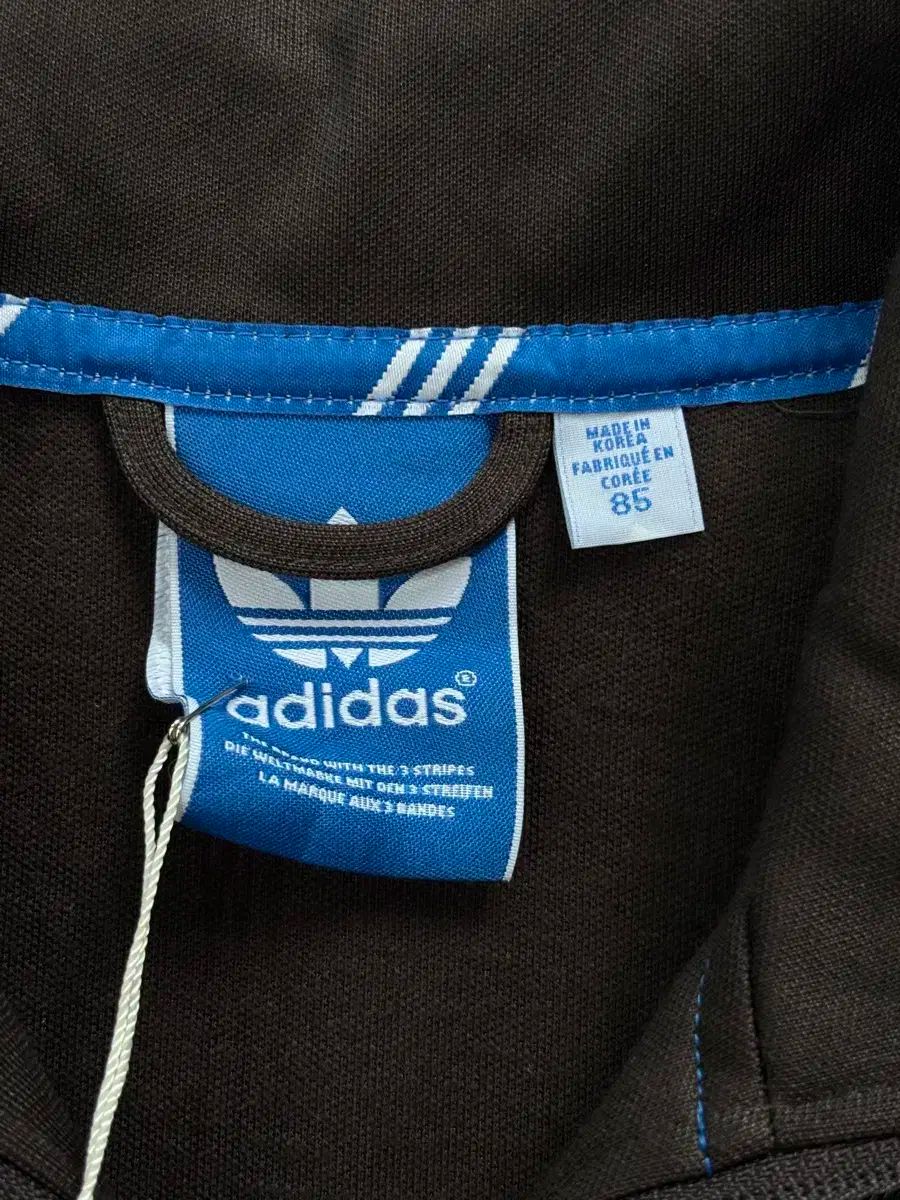 MADE IN
KOREA
FABRIQUÉ EN
CORÉE
85
adidas®
THE BRAND WITH THE 3 STRIPES
DIE WELTMARKE MIT DEN 3 STREIFEN
LA MARQUE AUX 3 BANDES